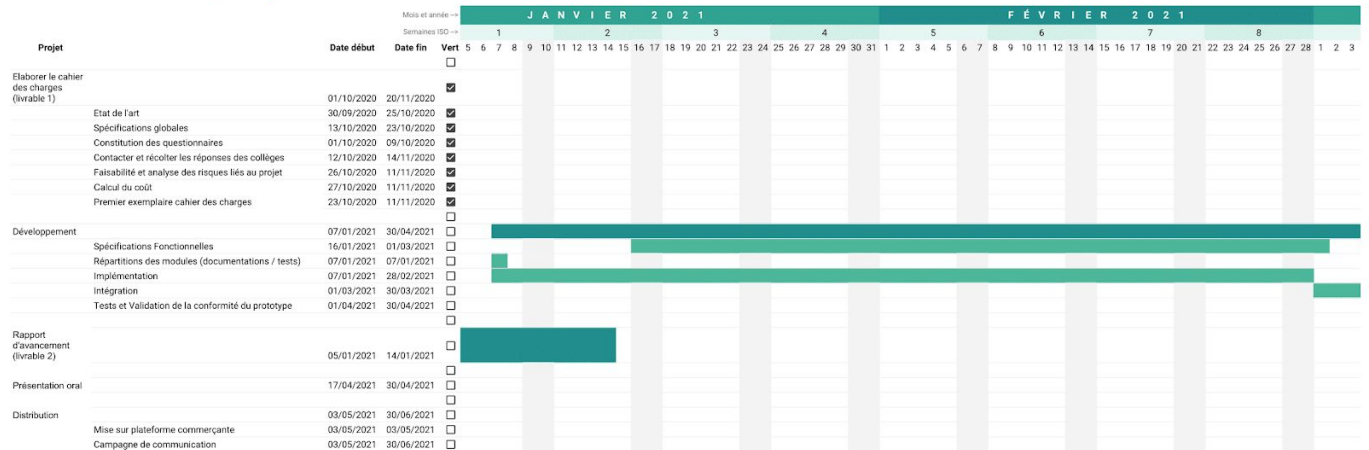 Mois et année -> J A N V I E R 2 0 2 1 F É V R I E R 2 0 2 1
Semaines ISO -> 1 2 3 4 5 6 7 8
Projet Date début Date fin Vert 5 6 7 8 9 10 11 12 13 14 15 16 17 18 19 20 21 22 23 24 25 26 27 28 29 30 31 1 2 3 4 5 6 7 8 9 10 11 12 13 14 15 16 17 18 19 20 21 22 23 24 25 26 27 28 1 2 3
Elaborer le cahier
des charges
(livrable 1) 01/10/2020 20/11/2020
Etat de l'art 30/09/2020 25/10/2020
Spécifications globales 13/10/2020 23/10/2020
Constitution des questionnaires 01/10/2020 09/10/2020
Contacter et récolter les réponses des collèges 12/10/2020 14/11/2020
Faisabilité et analyse des risques liés au projet 26/10/2020 11/11/2020
Calcul du coût 27/10/2020 11/11/2020
Premier exemplaire cahier des charges 23/10/2020 11/11/2020
Développement 07/01/2021 30/04/2021
Spécifications Fonctionnelles 16/01/2021 01/03/2021
Répartitions des modules (documentations / tests) 07/01/2021 07/01/2021
Implémentation 07/01/2021 28/02/2021
Intégration 01/03/2021 30/03/2021
Tests et Validation de la conformité du prototype 01/04/2021 30/04/2021
Rapport
d'avancement
(livrable 2) 05/01/2021 14/01/2021
Présentation oral 17/04/2021 30/04/2021
Distribution 03/05/2021 30/06/2021
Mise sur plateforme commerçante 03/05/2021 03/05/2021
Campagne de communication 03/05/2021 30/06/2021